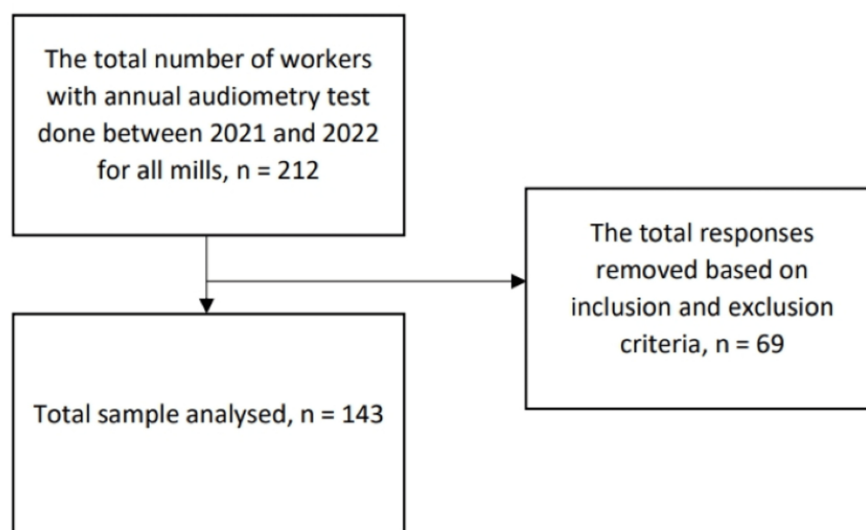 The total number of workers
with annual audiometry test
done between 2021 and 2022
for all mills, n = 212
The total responses
removed based on
inclusion and exclusion
criteria, n = 69
Total sample analysed, n = 143